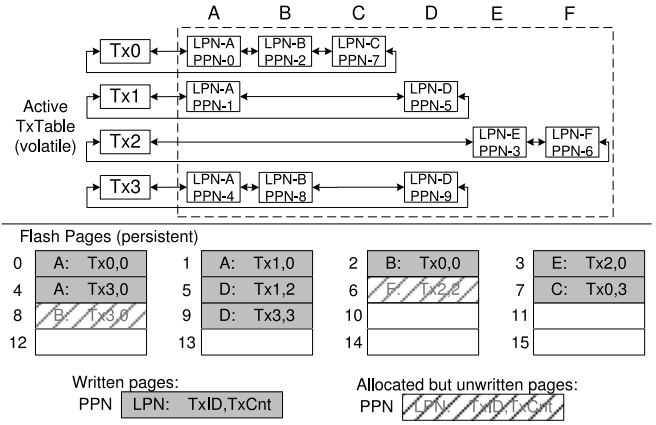 A B C D E F
Tx0 LPN-A LPN-B LPN-C
PPN-0 PPN-2 PPN-7
Tx1 LPN-A LPN-D
PPN-1 PPN-5
Active
TxTable
(volatile)
Tx2 LPN-E LPN-F
PPN-3 PPN-6
Tx3 LPN-A LPN-B LPN-D
PPN-4 PPN-8 PPN-9
Flash Pages (persistent)
0 A: Tx0,0 1 A: Tx1,0 2 B: Tx0,0 3 E: Tx2,0
4 A: Tx3,0 5 D: Tx1,2 6 F: Tx2,2 7 C: Tx0,3
8 B: Tx3,0 9 D: Tx3,3 10 11
12 13 14 15
Written pages: Allocated but unwritten pages:
PPN LPN: TxID,TxCnt PPN LPN: TxID,TxCnt